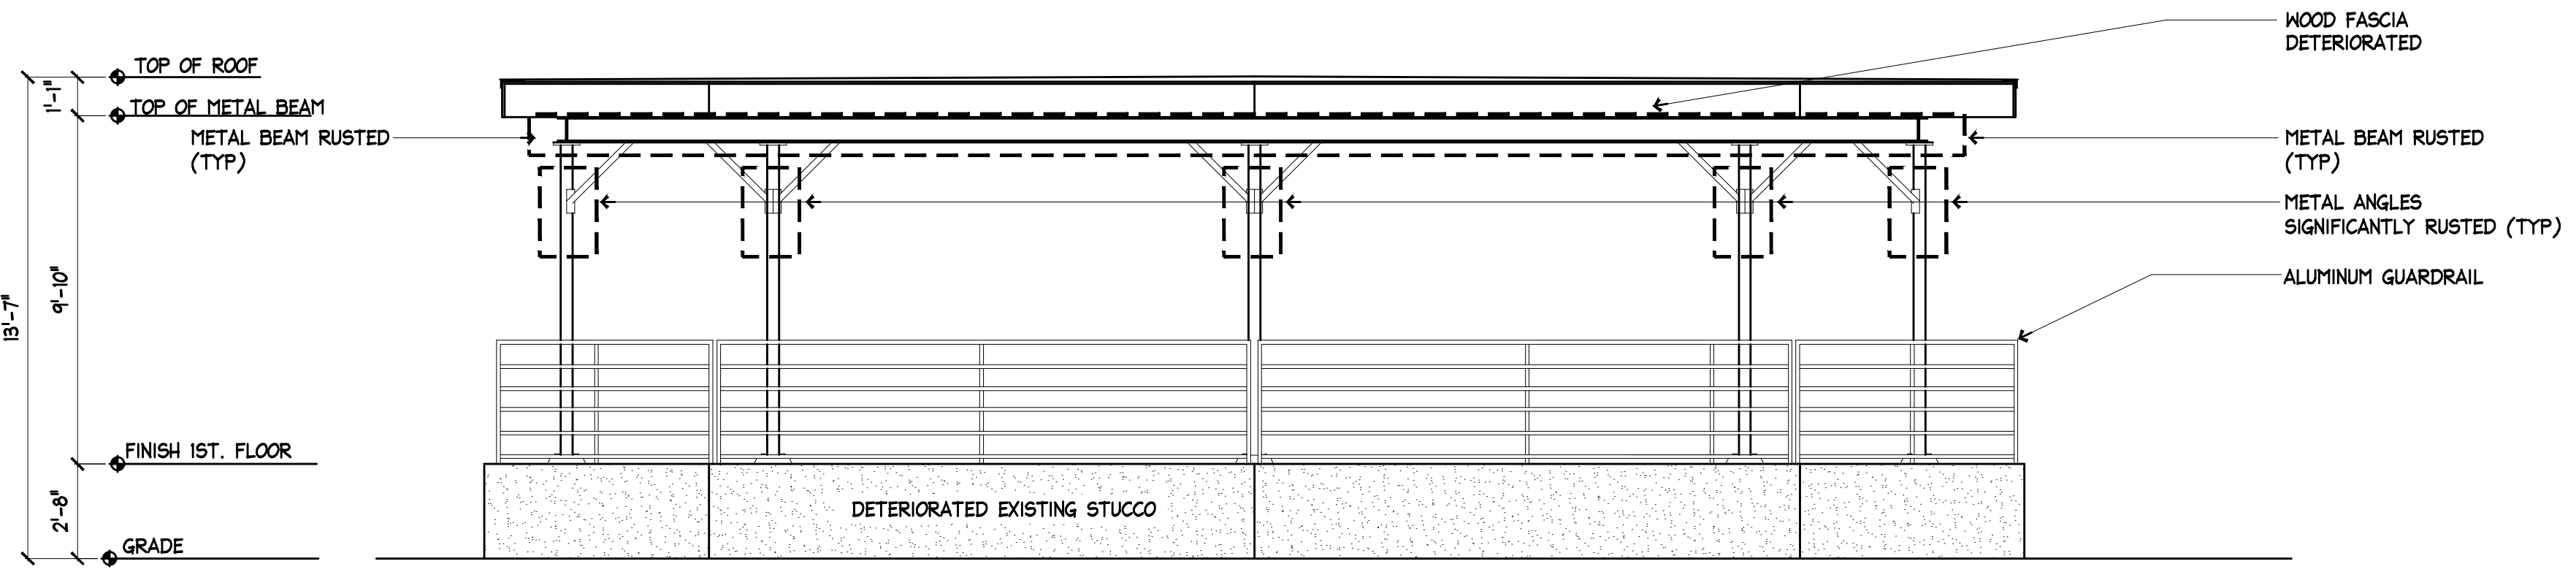 WOOD FASCIA
DETERIORATED
TOP OF ROOF
1'-1"
TOP OF METAL BEAM
METAL BEAM RUSTED
(TYP)
METAL BEAM RUSTED
(TYP)
METAL ANGLES
SIGNIFICANTLY RUSTED (TYP)
ALUMINUM GUARDRAIL
9'-10"
13'-7"
FINISH 1ST. FLOOR
2'-8"
DETERIORATED EXISTING STUCCO
GRADE